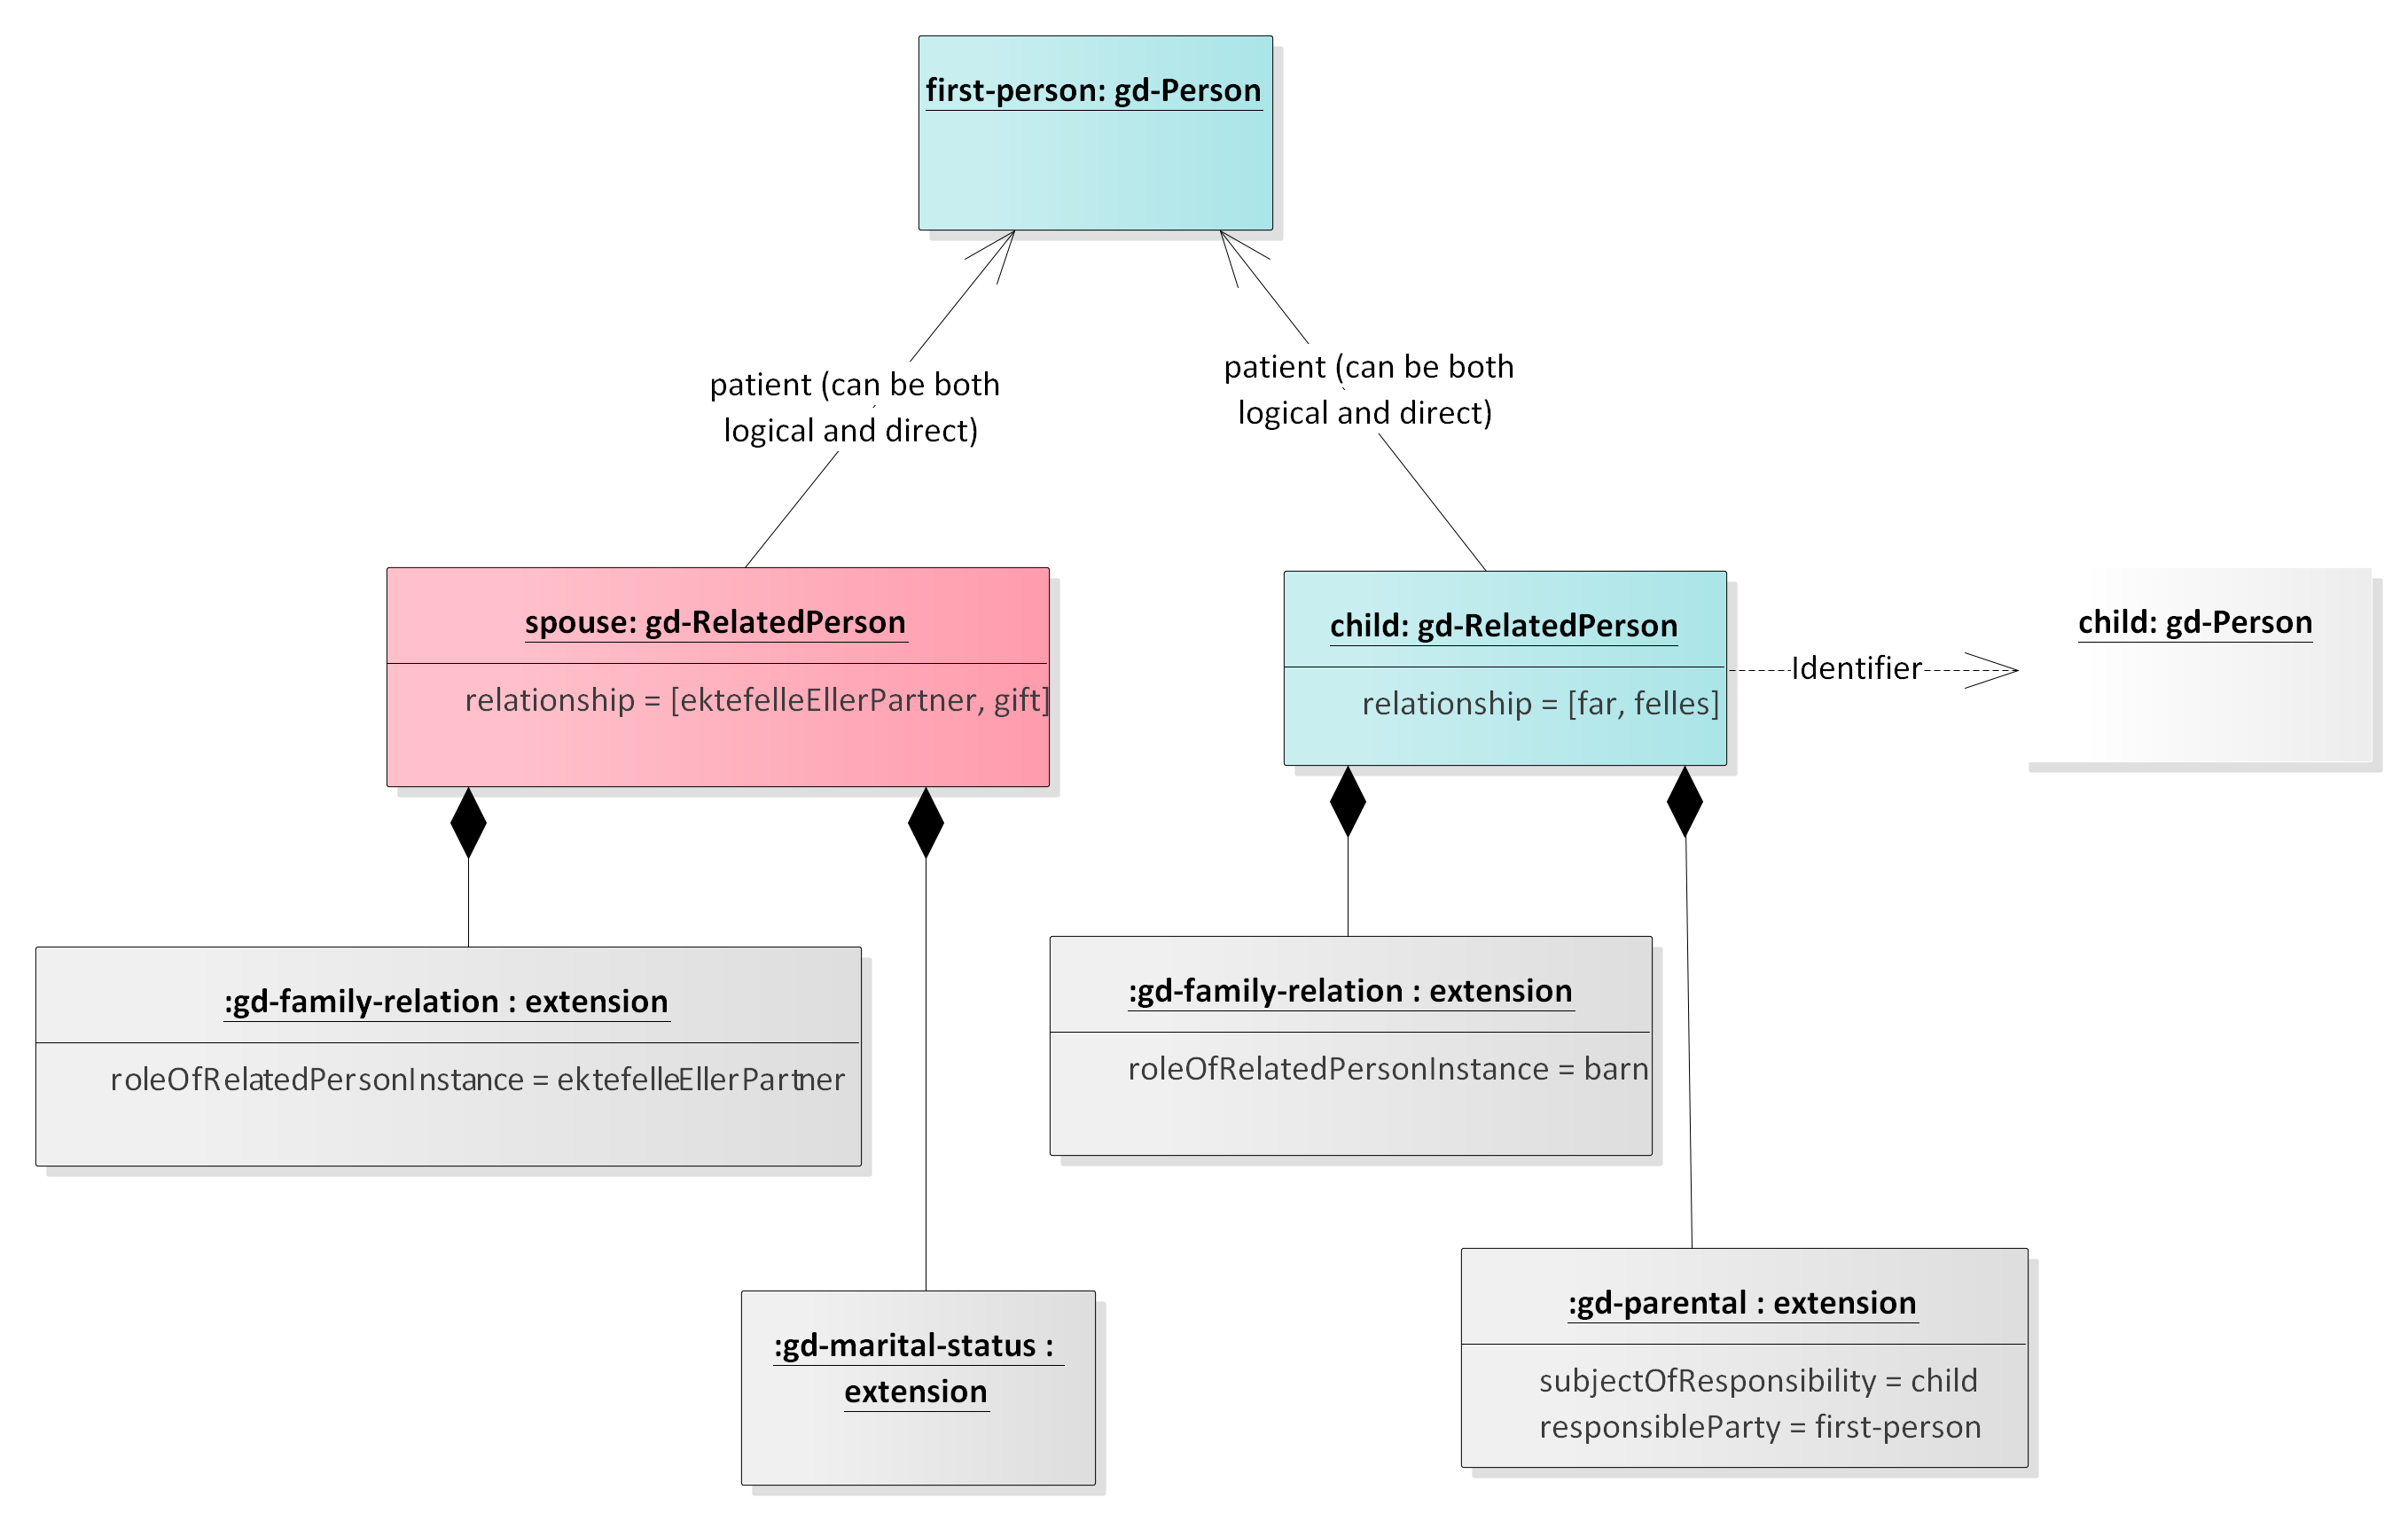 first-person: gd-Person
patient (can be both
logical and direct)
patient (can be both
logical and direct)
spouse: gd-RelatedPerson
relationship = [ektefelleEllerPartner, gift]
child: gd-RelatedPerson
relationship = [far, felles]
Identifier
child: gd-Person
:gd-family-relation : extension
roleOfRelatedPersonInstance = ektefelleEllerPartner
:gd-family-relation : extension
roleOfRelatedPersonInstance = barn
:gd-marital-status :
extension
:gd-parental : extension
subjectOfResponsibility = child
responsibleParty = first-person